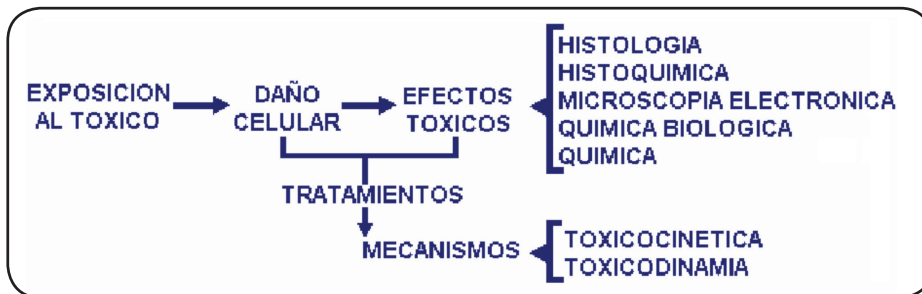 EXPOSICION
AL TOXICO
DAÑO
CELULAR
EFECTOS
TOXICOS
HISTOLOGIA
HISTOQUIMICA
MICROSCOPIA ELECTRONICA
QUIMICA BIOLOGICA
QUIMICA
TRATAMIENTOS
MECANISMOS
TOXICOCINETICA
TOXICODINAMIA